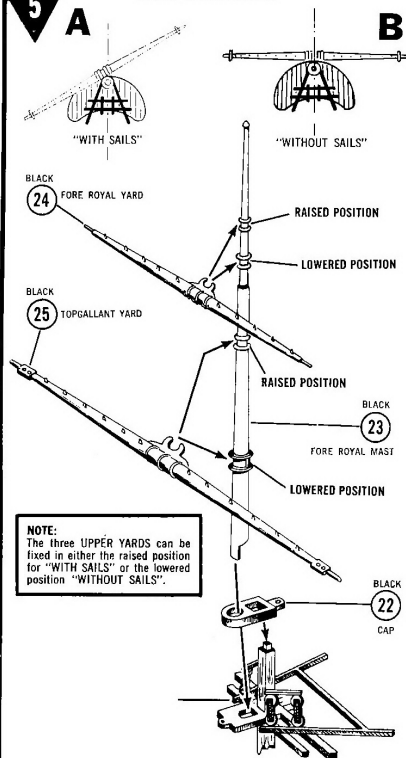 5
A
B
"WITH SAILS"
"WITHOUT SAILS"
BLACK
24 FORE ROYAL YARD
RAISED POSITION
LOWERED POSITION
BLACK
25 TOPGALLANT YARD
RAISED POSITION
BLACK
23
FORE ROYAL MAST
LOWERED POSITION
NOTE:
The three UPPER YARDS can be
fixed in either the raised position
for "WITH SAILS" or the lowered
position "WITHOUT SAILS".
BLACK
22
CAP